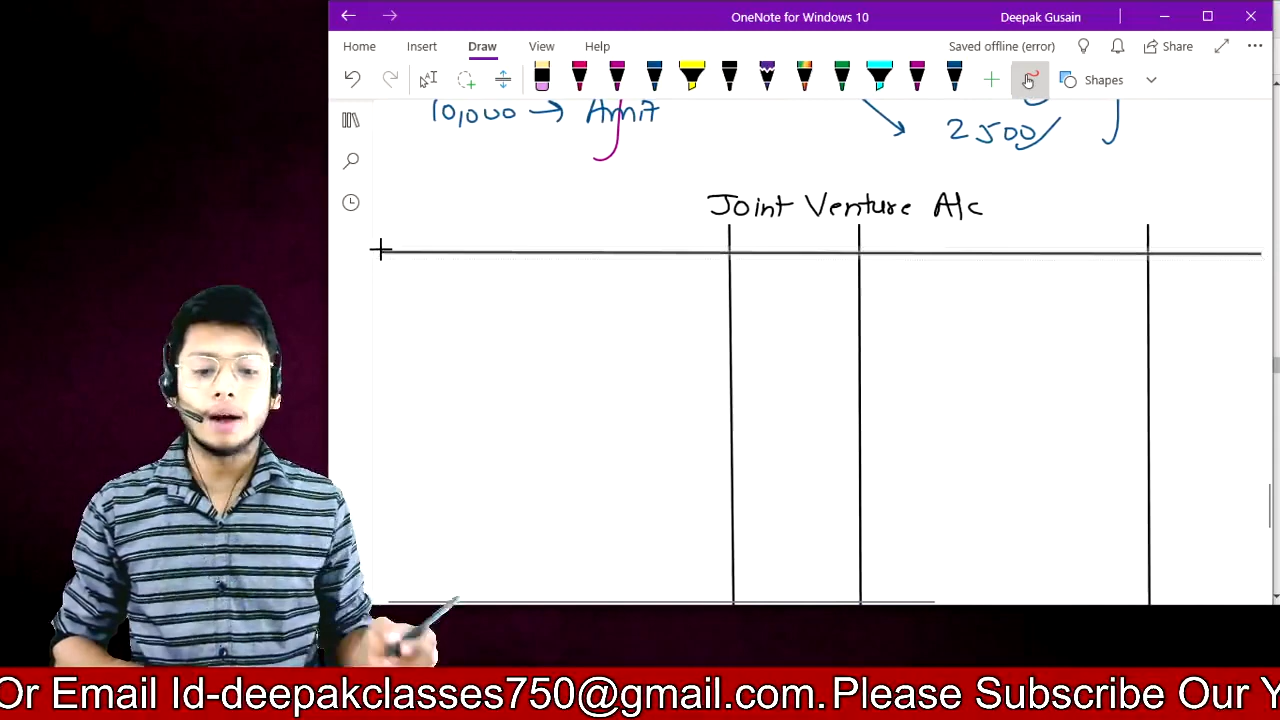 OneNote for Windows 10
Deepak Gusain
Home Insert Draw View Help
Saved offline (error)
Share
Shapes
10,000 → Amit
2500/
Joint Venture A/c
Or Email Id-deepakclasses750@gmail.com. Please Subscribe Our Y